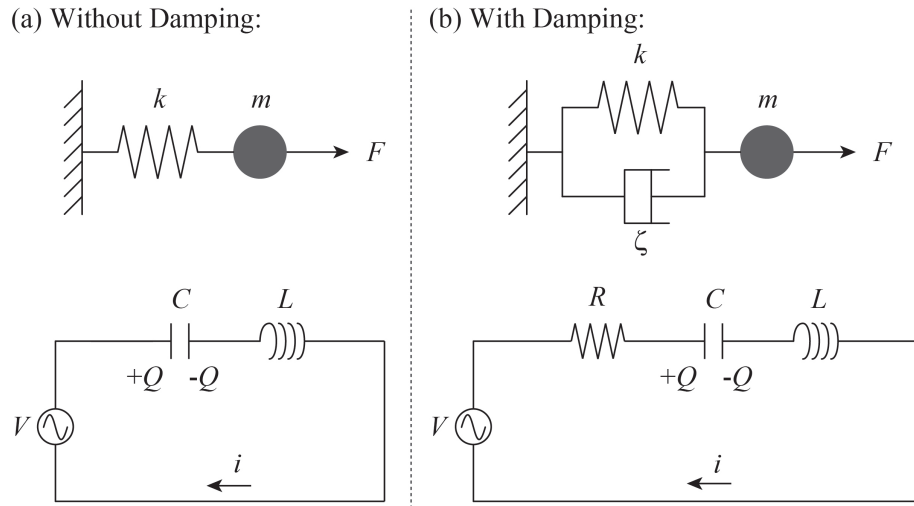 (a) Without Damping:
k
m
F
C
L
+Q
-Q
V
i
(b) With Damping:
k
m
F
ζ
R
C
L
+Q
-Q
V
i